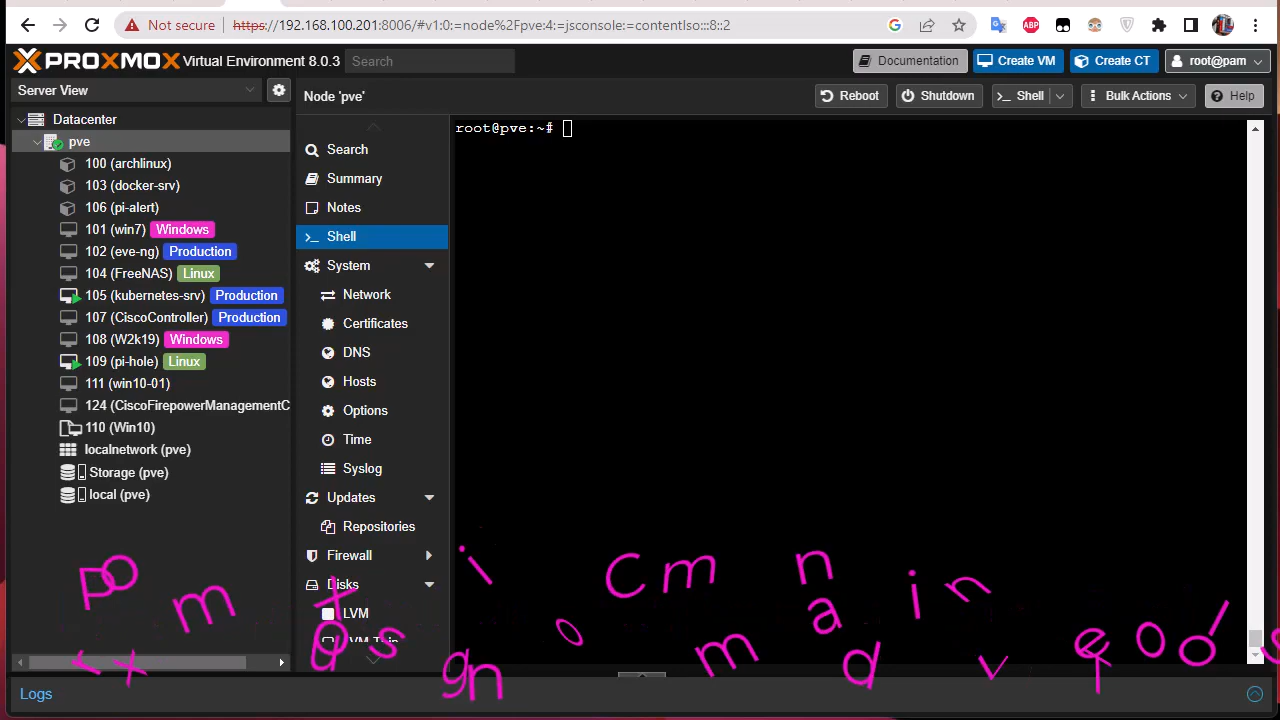 Not secure https://192.168.100.201:8006/#v1:0:=node%2Fpve:4:=jsconsole:=contentIso:::8::2
ABP
PROXMOX Virtual Environment 8.0.3 Search Documentation Create VM Create CT root@pam
Server View
Node 'pve' Reboot Shutdown Shell Bulk Actions Help
Datacenter
pve
100 (archlinux)
103 (docker-srv)
106 (pi-alert)
101 (win7) Windows
102 (eve-ng) Production
104 (FreeNAS) Linux
105 (kubernetes-srv) Production
107 (CiscoController) Production
108 (W2k19) Windows
109 (pi-hole) Linux
111 (win10-01)
124 (CiscoFirepowerManagementC
110 (Win10)
localnetwork (pve)
Storage (pve)
local (pve)
Search
Summary
Notes
Shell
System
Network
Certificates
DNS
Hosts
Options
Time
Syslog
Updates
Repositories
Firewall
Disks
LVM
LVM-Thin
root@pve:~#
Logs